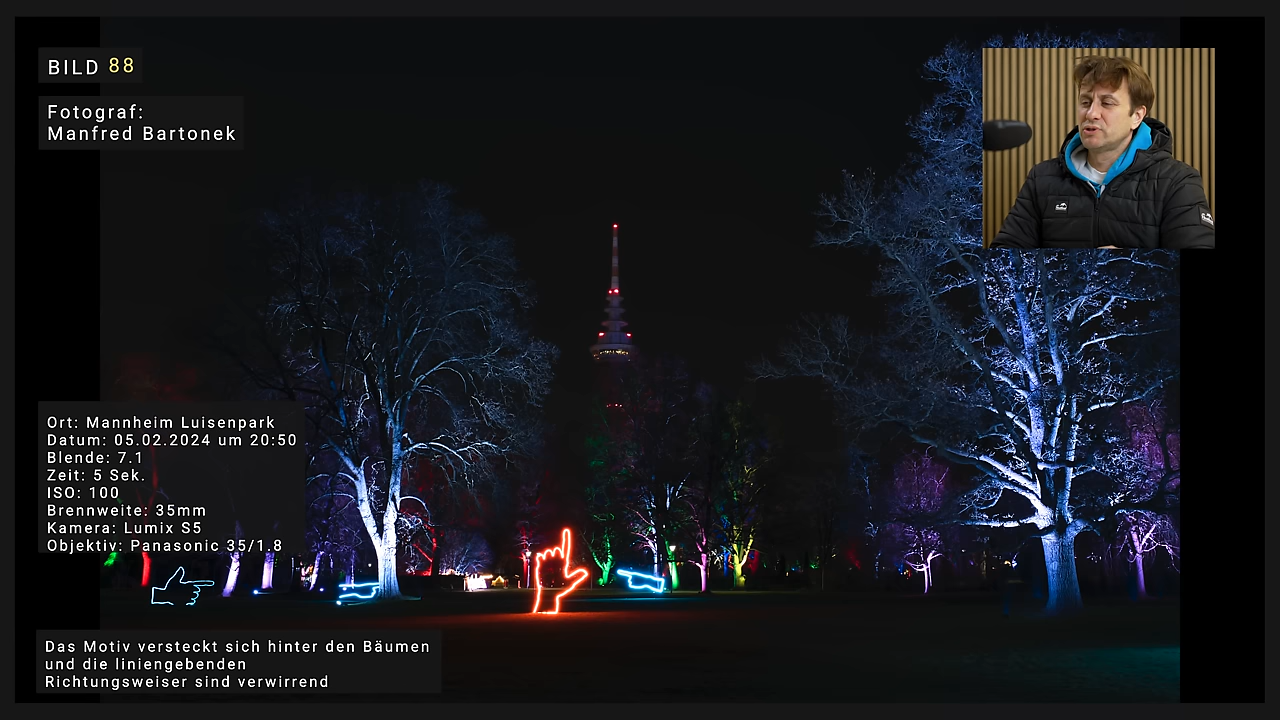 BILD 88
Fotograf:
Manfred Bartonek
Ort: Mannheim Luisenpark
Datum: 05.02.2024 um 20:50
Blende: 7.1
Zeit: 5 Sek.
ISO: 100
Brennweite: 35mm
Kamera: Lumix S5
Objektiv: Panasonic 35/1.8
Das Motiv versteckt sich hinter den Bäumen
und die liniengebenden
Richtungsweiser sind verwirrend